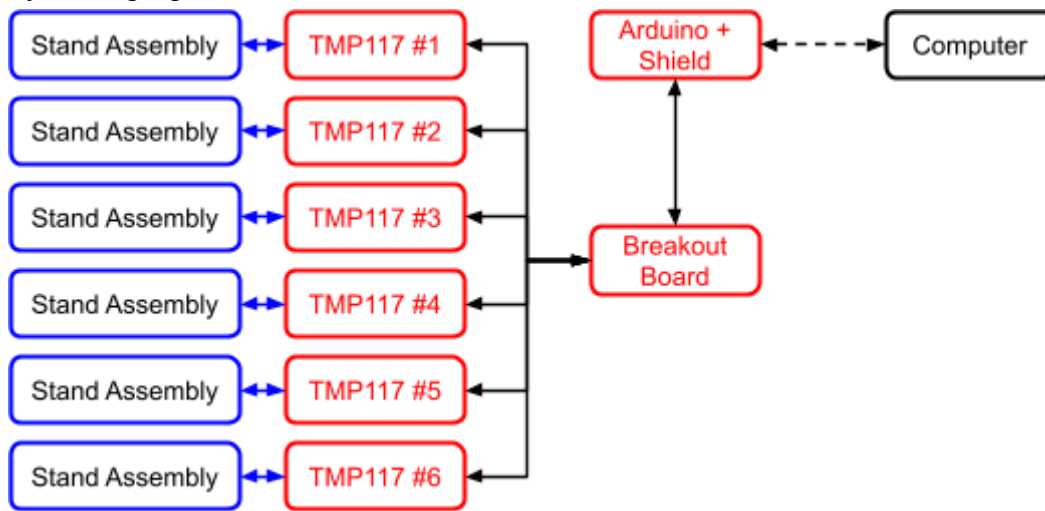 Stand Assembly
TMP117 #1
Arduino +
Shield
Computer
Stand Assembly
TMP117 #2
Stand Assembly
TMP117 #3
Breakout
Board
Stand Assembly
TMP117 #4
Stand Assembly
TMP117 #5
Stand Assembly
TMP117 #6